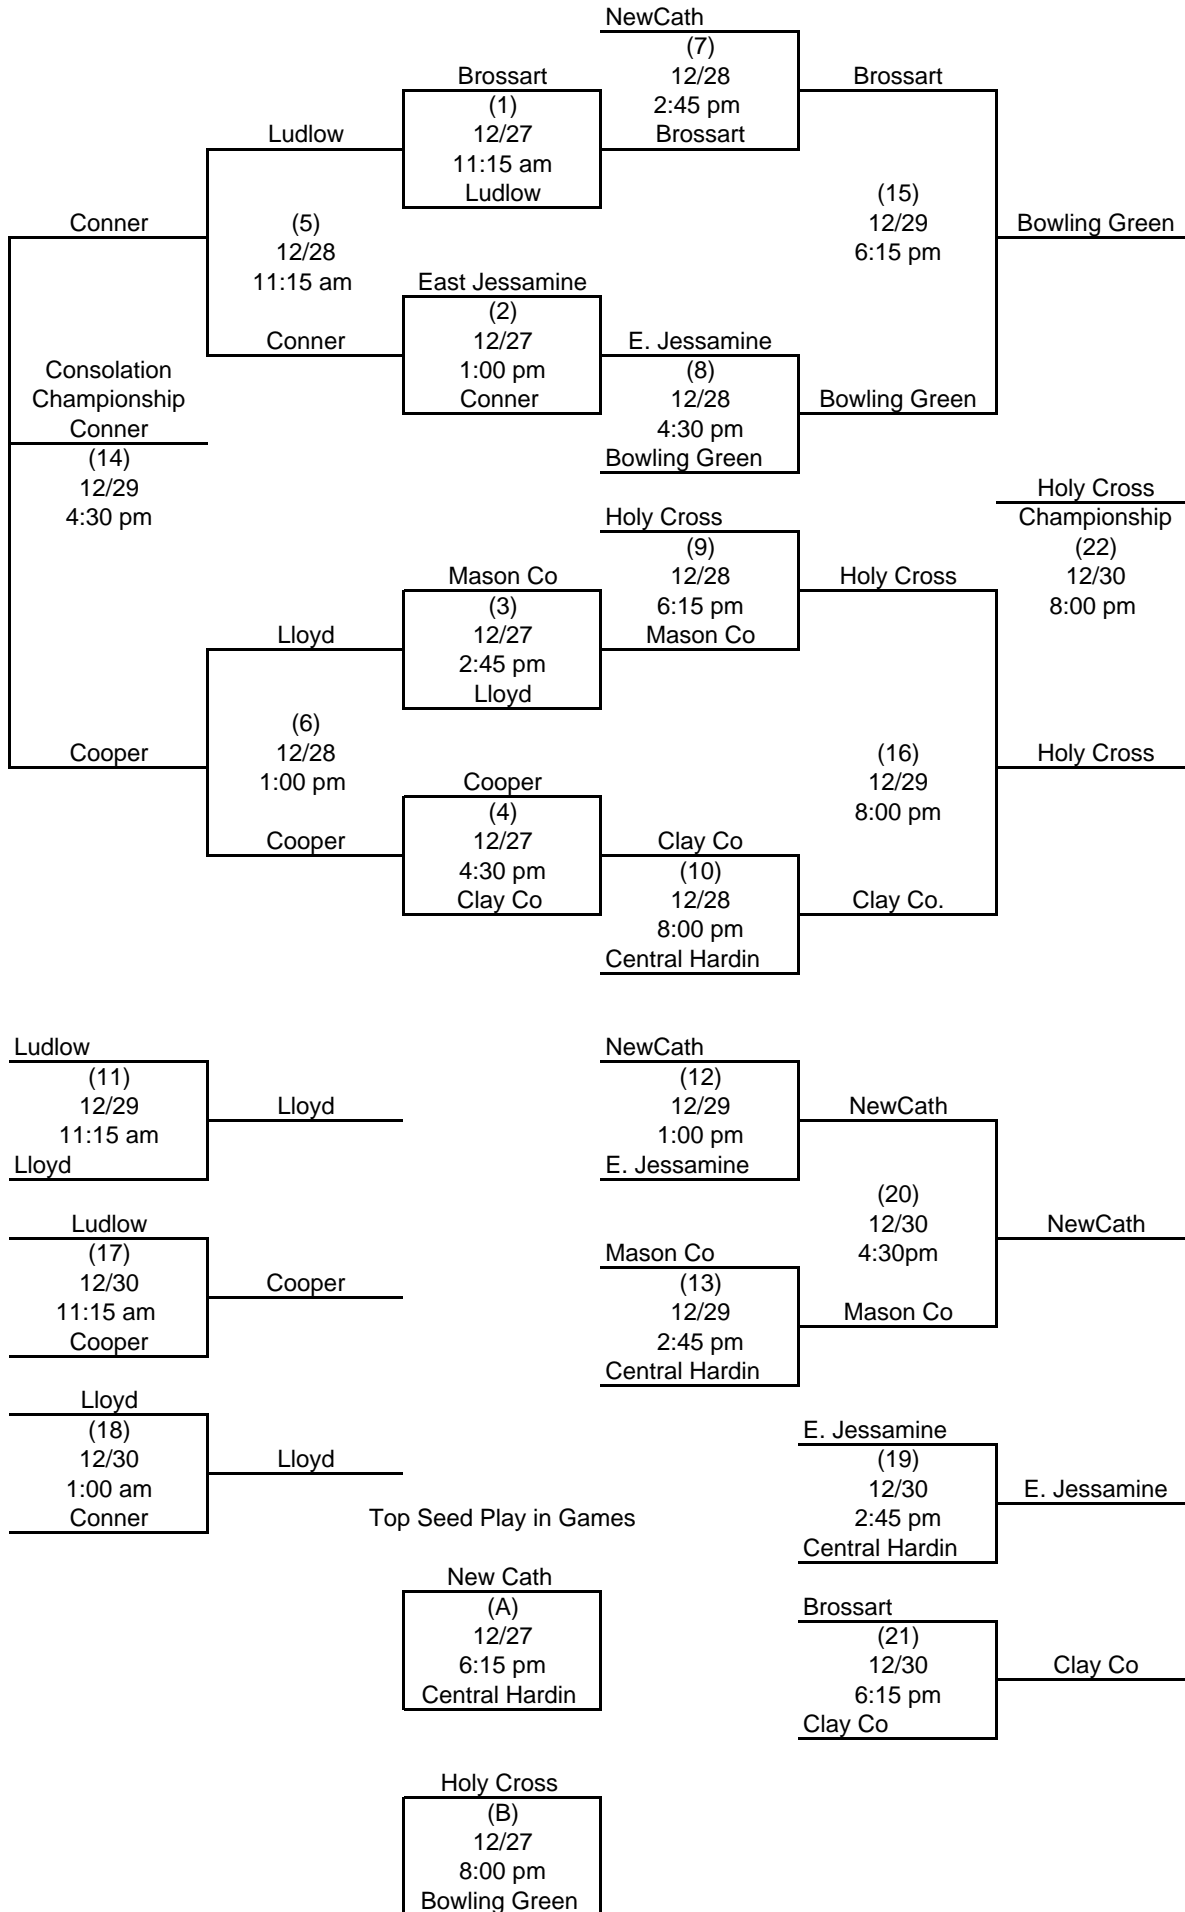 NewCath
(7)
12/28
2:45 pm
Brossart
Brossart
Brossart
(1)
12/27
11:15 am
Ludlow
Ludlow
Conner
(5)
12/28
11:15 am
(15)
12/29
6:15 pm
Bowling Green
East Jessamine
(2)
12/27
1:00 pm
Conner
Conner
E. Jessamine
(8)
12/28
4:30 pm
Bowling Green
Bowling Green
Consolation
Championship
Conner
(14)
12/29
4:30 pm
Holy Cross
Championship
(22)
12/30
8:00 pm
Holy Cross
(9)
12/28
6:15 pm
Mason Co
Holy Cross
Mason Co
(3)
12/27
2:45 pm
Lloyd
Lloyd
Cooper
(6)
12/28
1:00 pm
(16)
12/29
8:00 pm
Holy Cross
Cooper
(4)
12/27
4:30 pm
Clay Co
Cooper
Clay Co
(10)
12/28
8:00 pm
Central Hardin
Clay Co.
Ludlow
(11)
12/29
11:15 am
Lloyd
Lloyd
NewCath
(12)
12/29
1:00 pm
E. Jessamine
NewCath
(20)
12/30
4:30pm
NewCath
Ludlow
(17)
12/30
11:15 am
Cooper
Cooper
Mason Co
(13)
12/29
2:45 pm
Central Hardin
Mason Co
Lloyd
(18)
12/30
1:00 am
Conner
Lloyd
E. Jessamine
(19)
12/30
2:45 pm
Central Hardin
E. Jessamine
Top Seed Play in Games
New Cath
(A)
12/27
6:15 pm
Central Hardin
Brossart
(21)
12/30
6:15 pm
Clay Co
Clay Co
Holy Cross
(B)
12/27
8:00 pm
Bowling Green